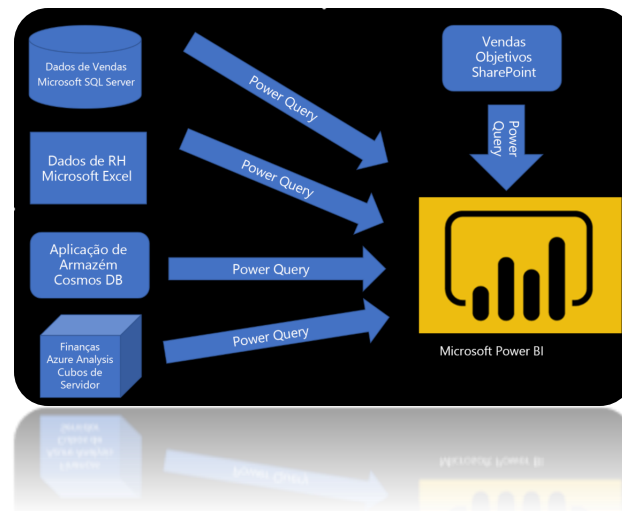 Dados de Vendas
Microsoft SQL Server
Power Query
Vendas
Objetivos
SharePoint
Power
Query
Dados de RH
Microsoft Excel
Power Query
Aplicação de
Armazém
Cosmos DB
Power Query
Finanças
Azure Analysis
Cubos de
Servidor
Power Query
Microsoft Power BI